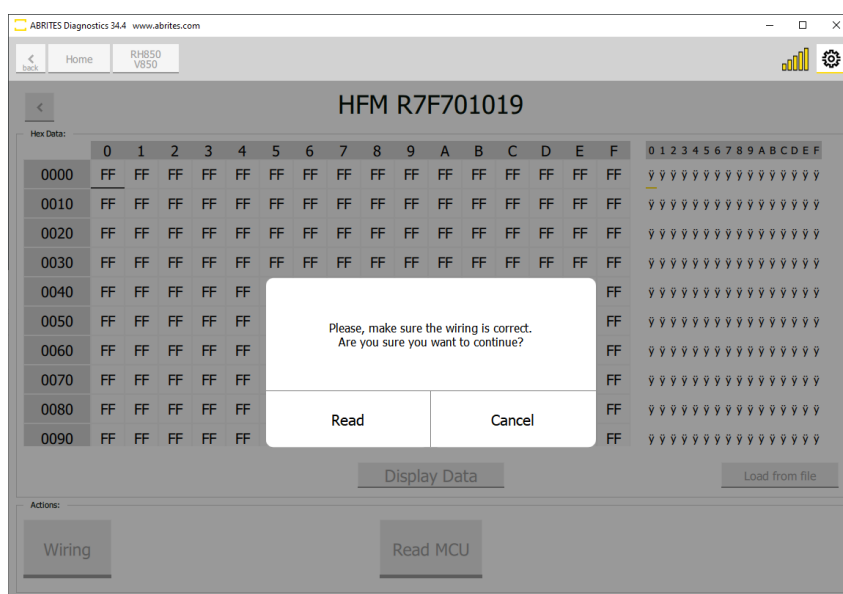 ABRITES Diagnostics 34.4 www.abrites.com
back
Home
RH850
V850
HFM R7F701019
Hex Data:
0 1 2 3 4 5 6 7 8 9 A B C D E F 0 1 2 3 4 5 6 7 8 9 A B C D E F
0000 FF FF FF FF FF FF FF FF FF FF FF FF FF FF FF FF ÿ ÿ ÿ ÿ ÿ ÿ ÿ ÿ ÿ ÿ ÿ ÿ ÿ ÿ ÿ ÿ
0010 FF FF FF FF FF FF FF FF FF FF FF FF FF FF FF FF ÿ ÿ ÿ ÿ ÿ ÿ ÿ ÿ ÿ ÿ ÿ ÿ ÿ ÿ ÿ ÿ
0020 FF FF FF FF FF FF FF FF FF FF FF FF FF FF FF FF ÿ ÿ ÿ ÿ ÿ ÿ ÿ ÿ ÿ ÿ ÿ ÿ ÿ ÿ ÿ ÿ
0030 FF FF FF FF FF FF FF FF FF FF FF FF FF FF FF FF ÿ ÿ ÿ ÿ ÿ ÿ ÿ ÿ ÿ ÿ ÿ ÿ ÿ ÿ ÿ ÿ
0040 FF FF FF FF FF FF ÿ ÿ ÿ ÿ ÿ ÿ ÿ ÿ ÿ ÿ ÿ ÿ ÿ ÿ ÿ ÿ
0050 FF FF FF FF FF FF ÿ ÿ ÿ ÿ ÿ ÿ ÿ ÿ ÿ ÿ ÿ ÿ ÿ ÿ ÿ ÿ
0060 FF FF FF FF FF FF ÿ ÿ ÿ ÿ ÿ ÿ ÿ ÿ ÿ ÿ ÿ ÿ ÿ ÿ ÿ ÿ
0070 FF FF FF FF FF FF ÿ ÿ ÿ ÿ ÿ ÿ ÿ ÿ ÿ ÿ ÿ ÿ ÿ ÿ ÿ ÿ
0080 FF FF FF FF FF FF ÿ ÿ ÿ ÿ ÿ ÿ ÿ ÿ ÿ ÿ ÿ ÿ ÿ ÿ ÿ ÿ
0090 FF FF FF FF FF FF ÿ ÿ ÿ ÿ ÿ ÿ ÿ ÿ ÿ ÿ ÿ ÿ ÿ ÿ ÿ ÿ
Please, make sure the wiring is correct.
Are you sure you want to continue?
Read Cancel
Display Data Load from file
Actions:
Wiring Read MCU